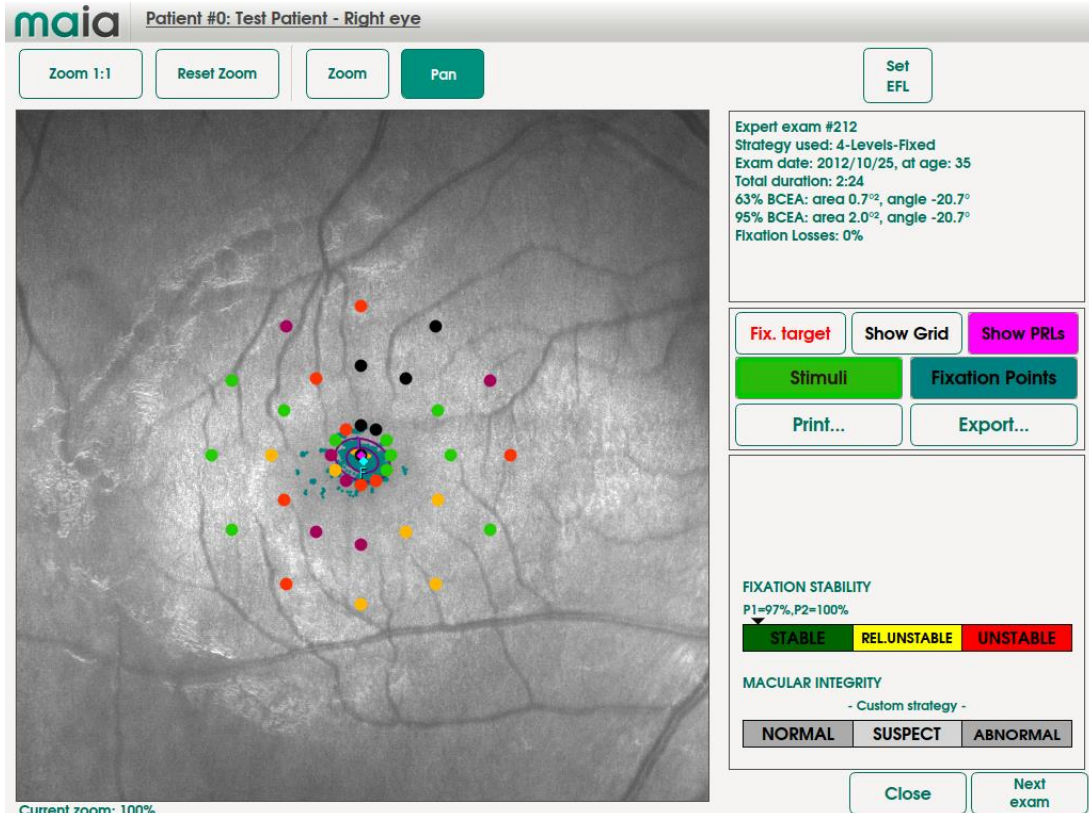 maia
Patient #0: Test Patient - Right eye
Zoom 1:1
Reset Zoom
Zoom
Pan
Set
EFL
Expert exam #212
Strategy used: 4-Levels-Fixed
Exam date: 2012/10/25, at age: 35
Total duration: 2:24
63% BCEA: area 0.7°², angle -20.7°
95% BCEA: area 2.0°², angle -20.7°
Fixation Losses: 0%
Fix. target
Show Grid
Show PRLs
Stimuli
Fixation Points
Print...
Export...
FIXATION STABILITY
P1=97%,P2=100%
STABLE
REL.UNSTABLE
UNSTABLE
MACULAR INTEGRITY
- Custom strategy -
NORMAL
SUSPECT
ABNORMAL
Close
Next
exam
Current zoom: 100%